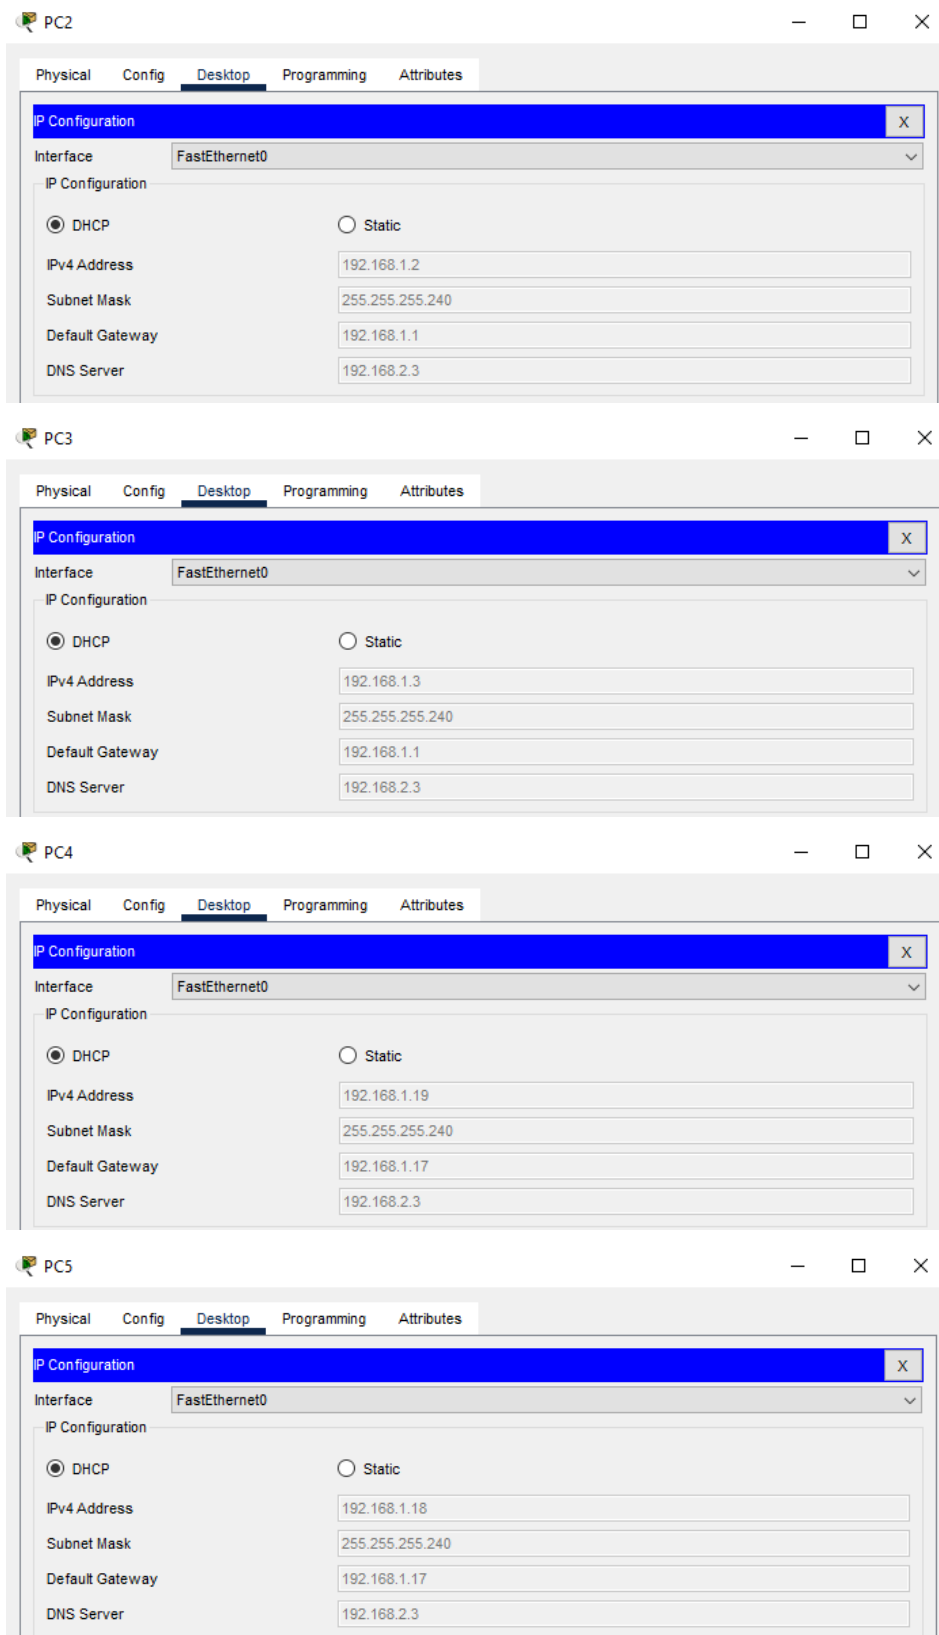 PC2
Physical Config Desktop Programming Attributes
IP Configuration X
Interface FastEthernet0
IP Configuration
DHCP Static
IPv4 Address 192.168.1.2
Subnet Mask 255.255.255.240
Default Gateway 192.168.1.1
DNS Server 192.168.2.3
PC3
Physical Config Desktop Programming Attributes
IP Configuration X
Interface FastEthernet0
IP Configuration
DHCP Static
IPv4 Address 192.168.1.3
Subnet Mask 255.255.255.240
Default Gateway 192.168.1.1
DNS Server 192.168.2.3
PC4
Physical Config Desktop Programming Attributes
IP Configuration X
Interface FastEthernet0
IP Configuration
DHCP Static
IPv4 Address 192.168.1.19
Subnet Mask 255.255.255.240
Default Gateway 192.168.1.17
DNS Server 192.168.2.3
PC5
Physical Config Desktop Programming Attributes
IP Configuration X
Interface FastEthernet0
IP Configuration
DHCP Static
IPv4 Address 192.168.1.18
Subnet Mask 255.255.255.240
Default Gateway 192.168.1.17
DNS Server 192.168.2.3